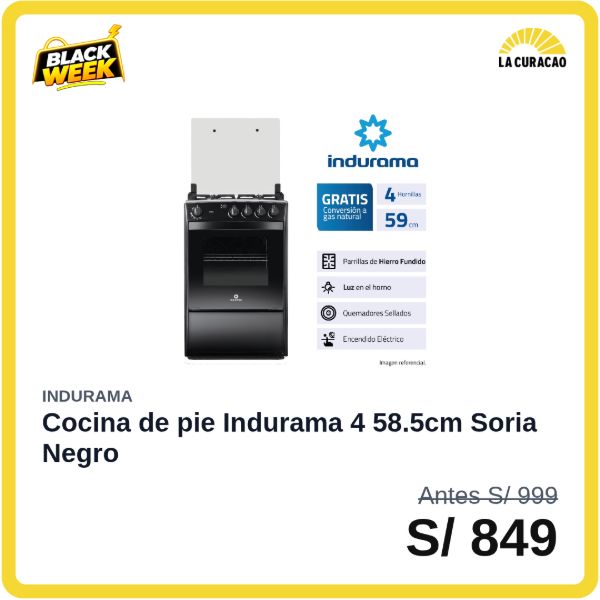 BLACK
WEEK
LA CURACAO
indurama
GRATIS
Conversión a
gas natural
4 Hornillas
59 cm
Parrillas de Hierro Fundido
Luz en el horno
Quemadores Sellados
Encendido Eléctrico
Imagen referencial.
INDURAMA
Cocina de pie Indurama 4 58.5cm Soria
Negro
Antes S/ 999
S/ 849